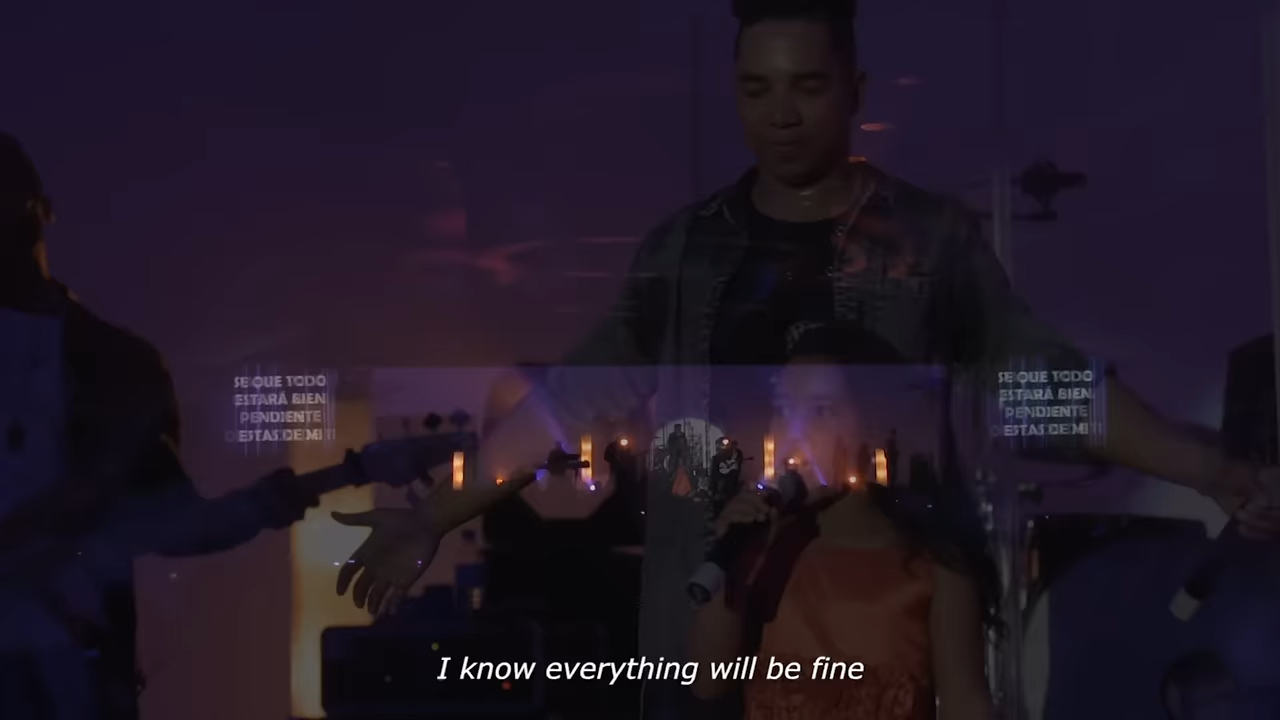 SE QUE TODO
ESTARÁ BIEN
PENDIENTE
ESTAS DE MI
SE QUE TODO
ESTARÁ BIEN
PENDIENTE
ESTAS DE MI
I know everything will be fine